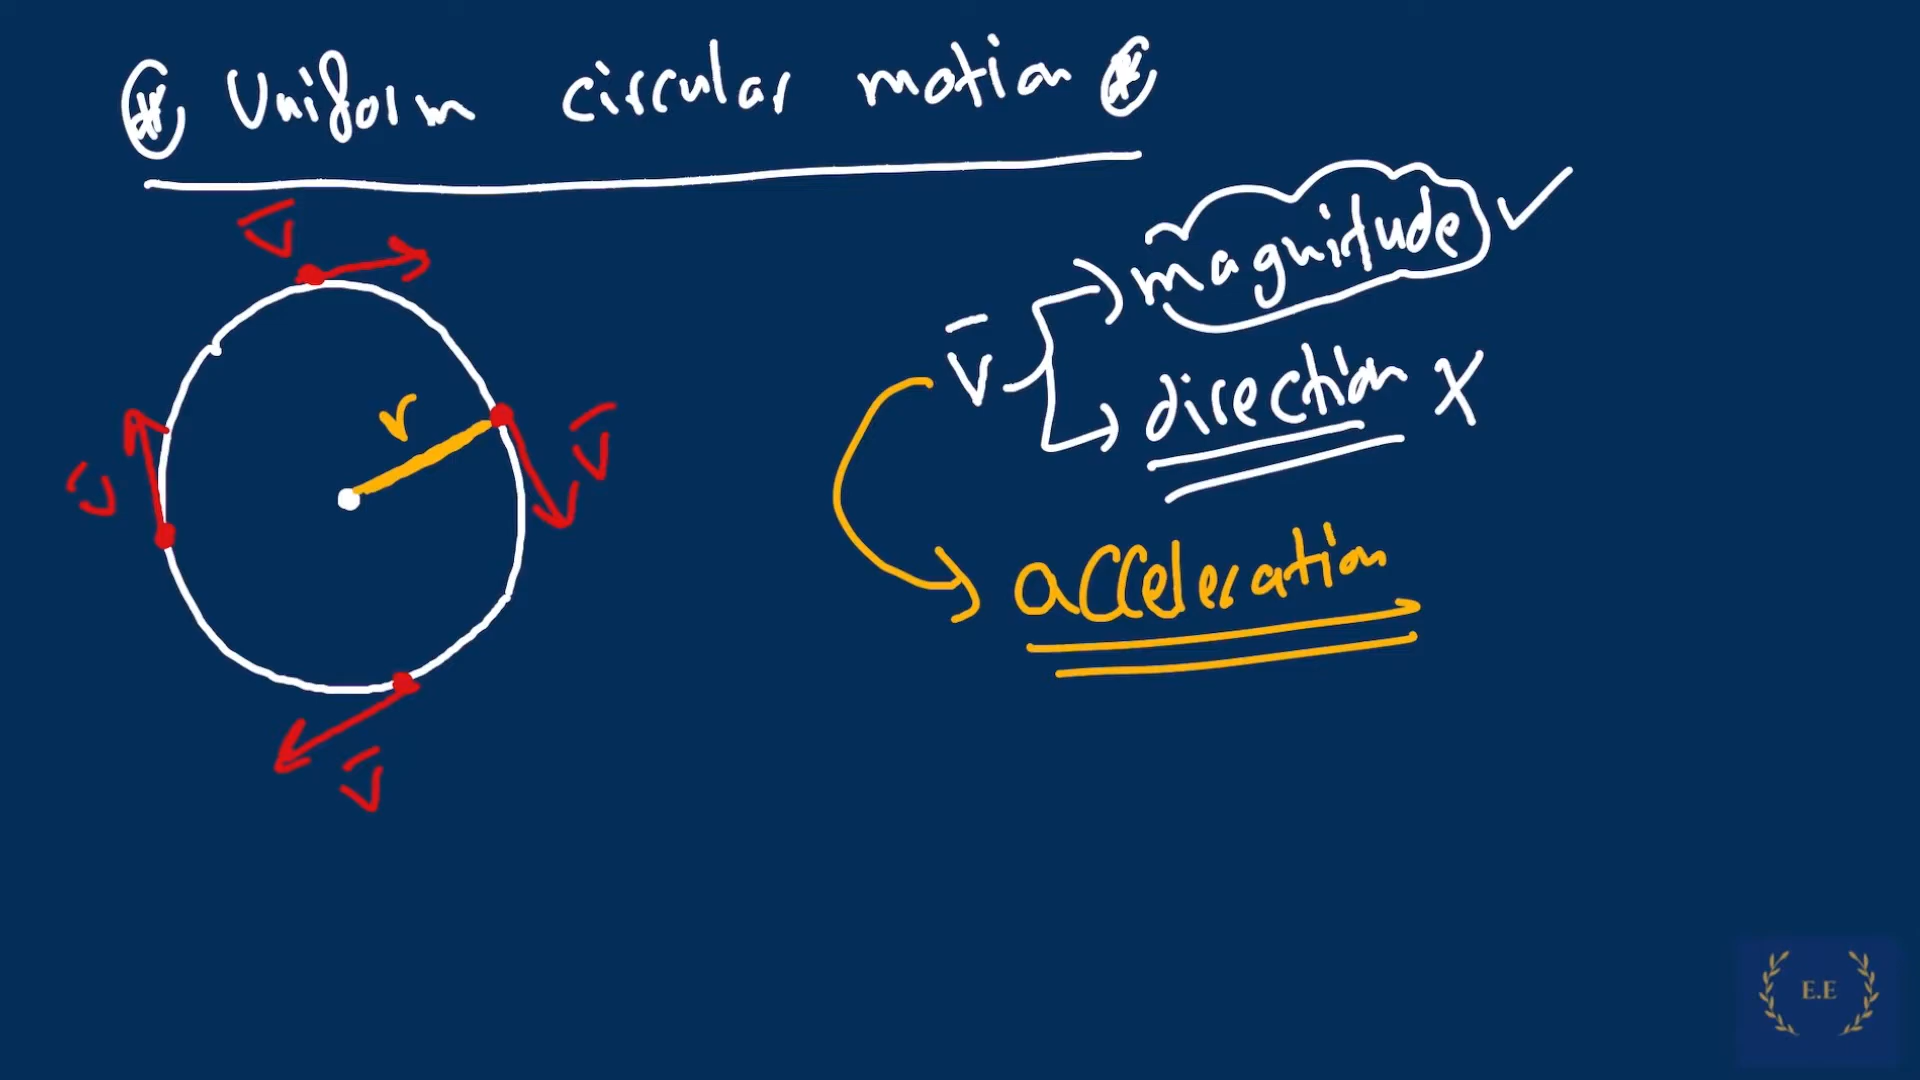 Uniform circular motion
v̅
magnitude ✓
v̅
direction X
r
v̅
v̅
acceleration
v̅
E.E